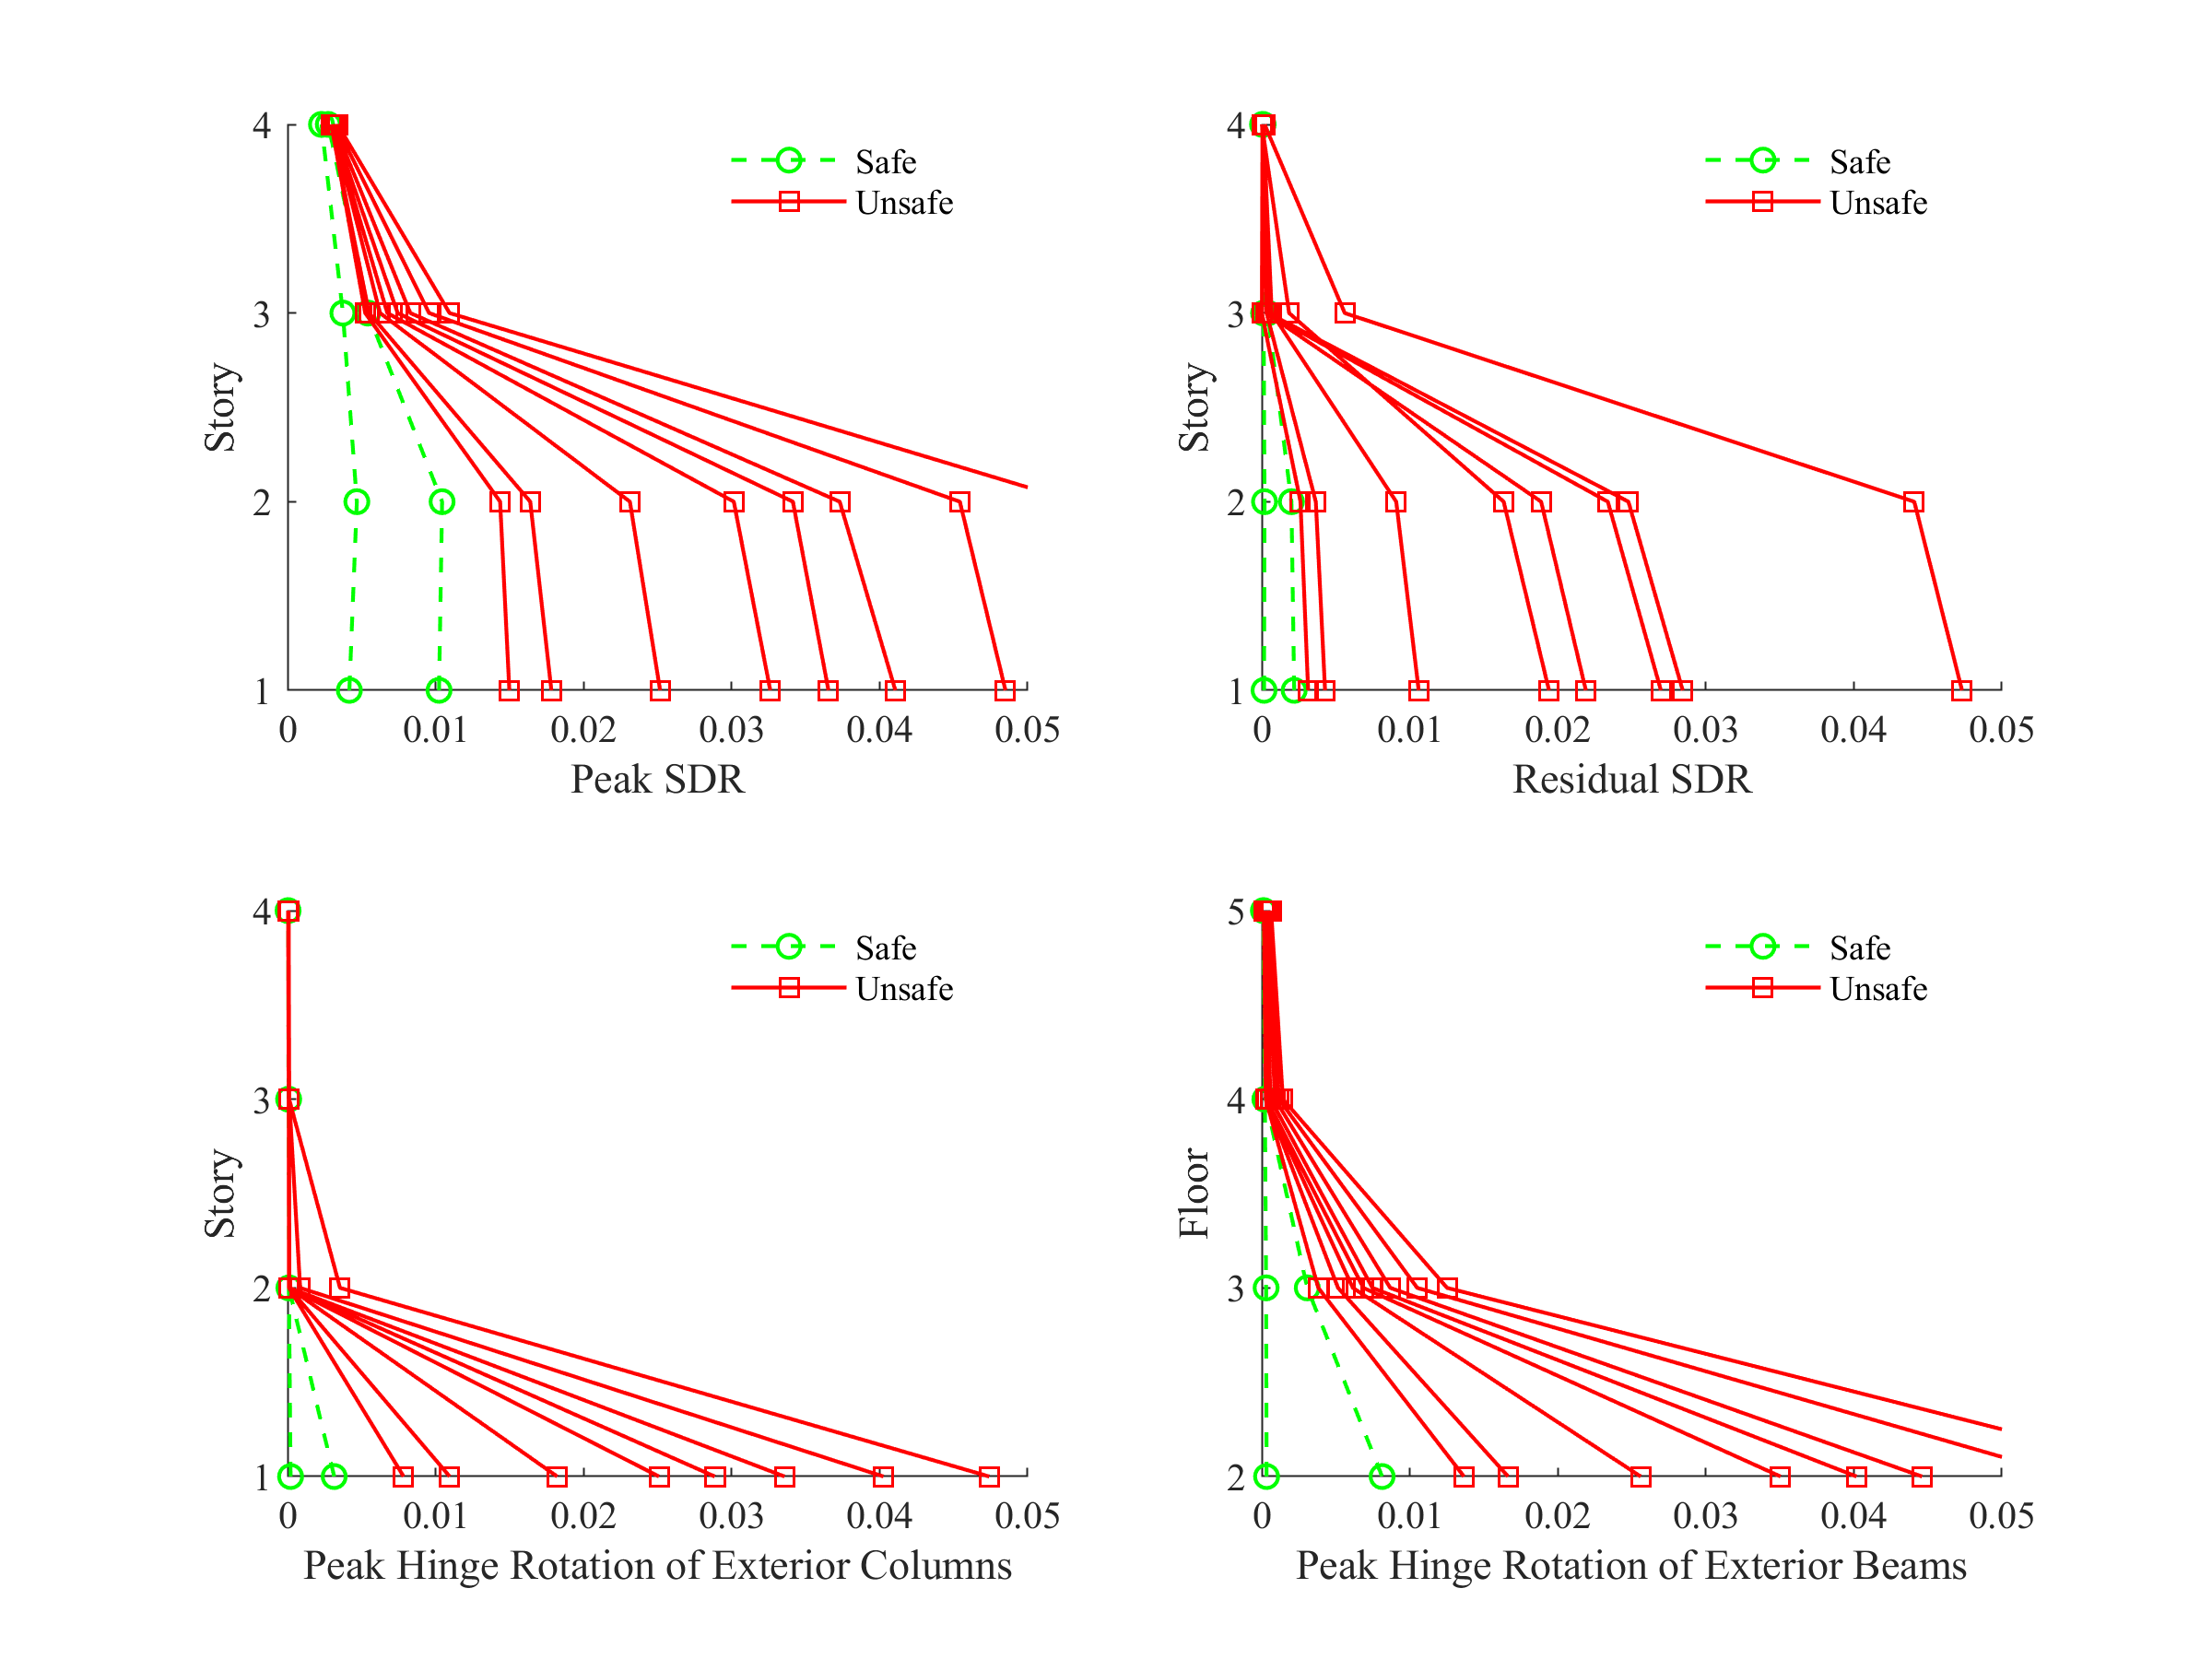 4
3
2
1
Story
0 0.01 0.02 0.03 0.04 0.05
Peak SDR
Safe
Unsafe
4
3
2
1
Story
0 0.01 0.02 0.03 0.04 0.05
Residual SDR
Safe
Unsafe
4
3
2
1
Story
0 0.01 0.02 0.03 0.04 0.05
Peak Hinge Rotation of Exterior Columns
Safe
Unsafe
5
4
3
2
Floor
0 0.01 0.02 0.03 0.04 0.05
Peak Hinge Rotation of Exterior Beams
Safe
Unsafe